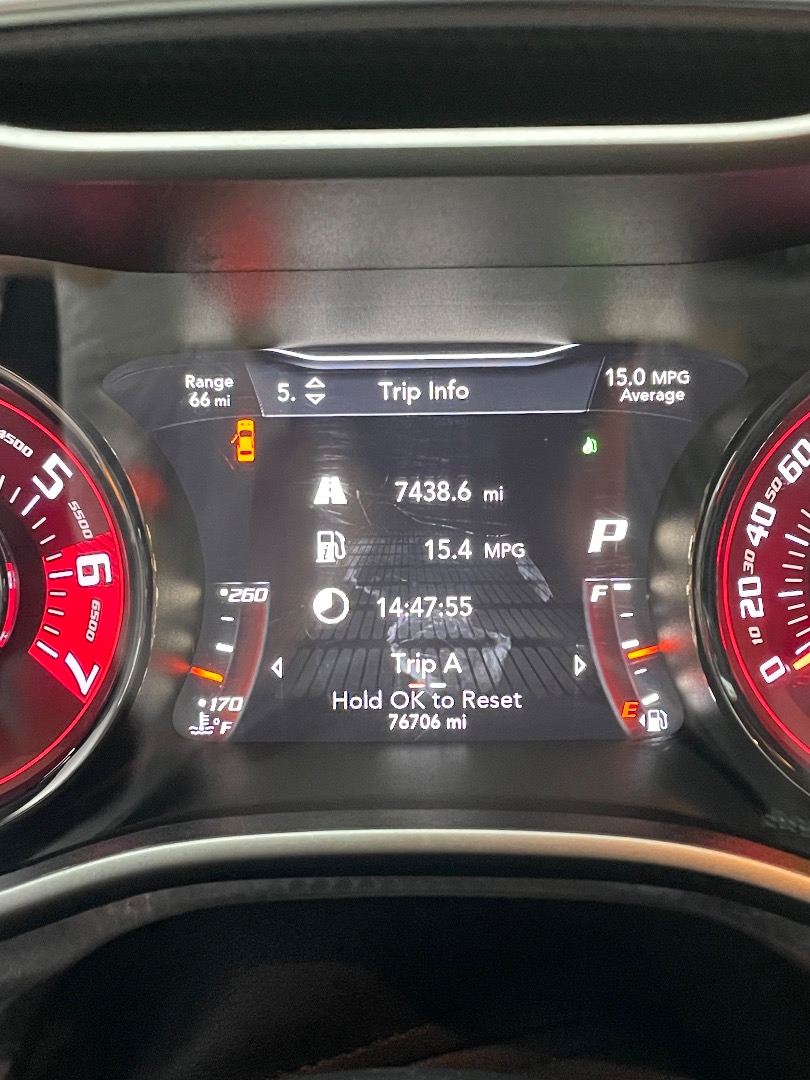 Range
66 mi
5.
Trip Info
15.0 MPG
Average
7438.6 mi
15.4 MPG
14:47:55
Trip A
Hold OK to Reset
76706 mi
P
260
170
°F
F
E
4500
5
5500
6
6500
7
0
10
20
30
40
50
60